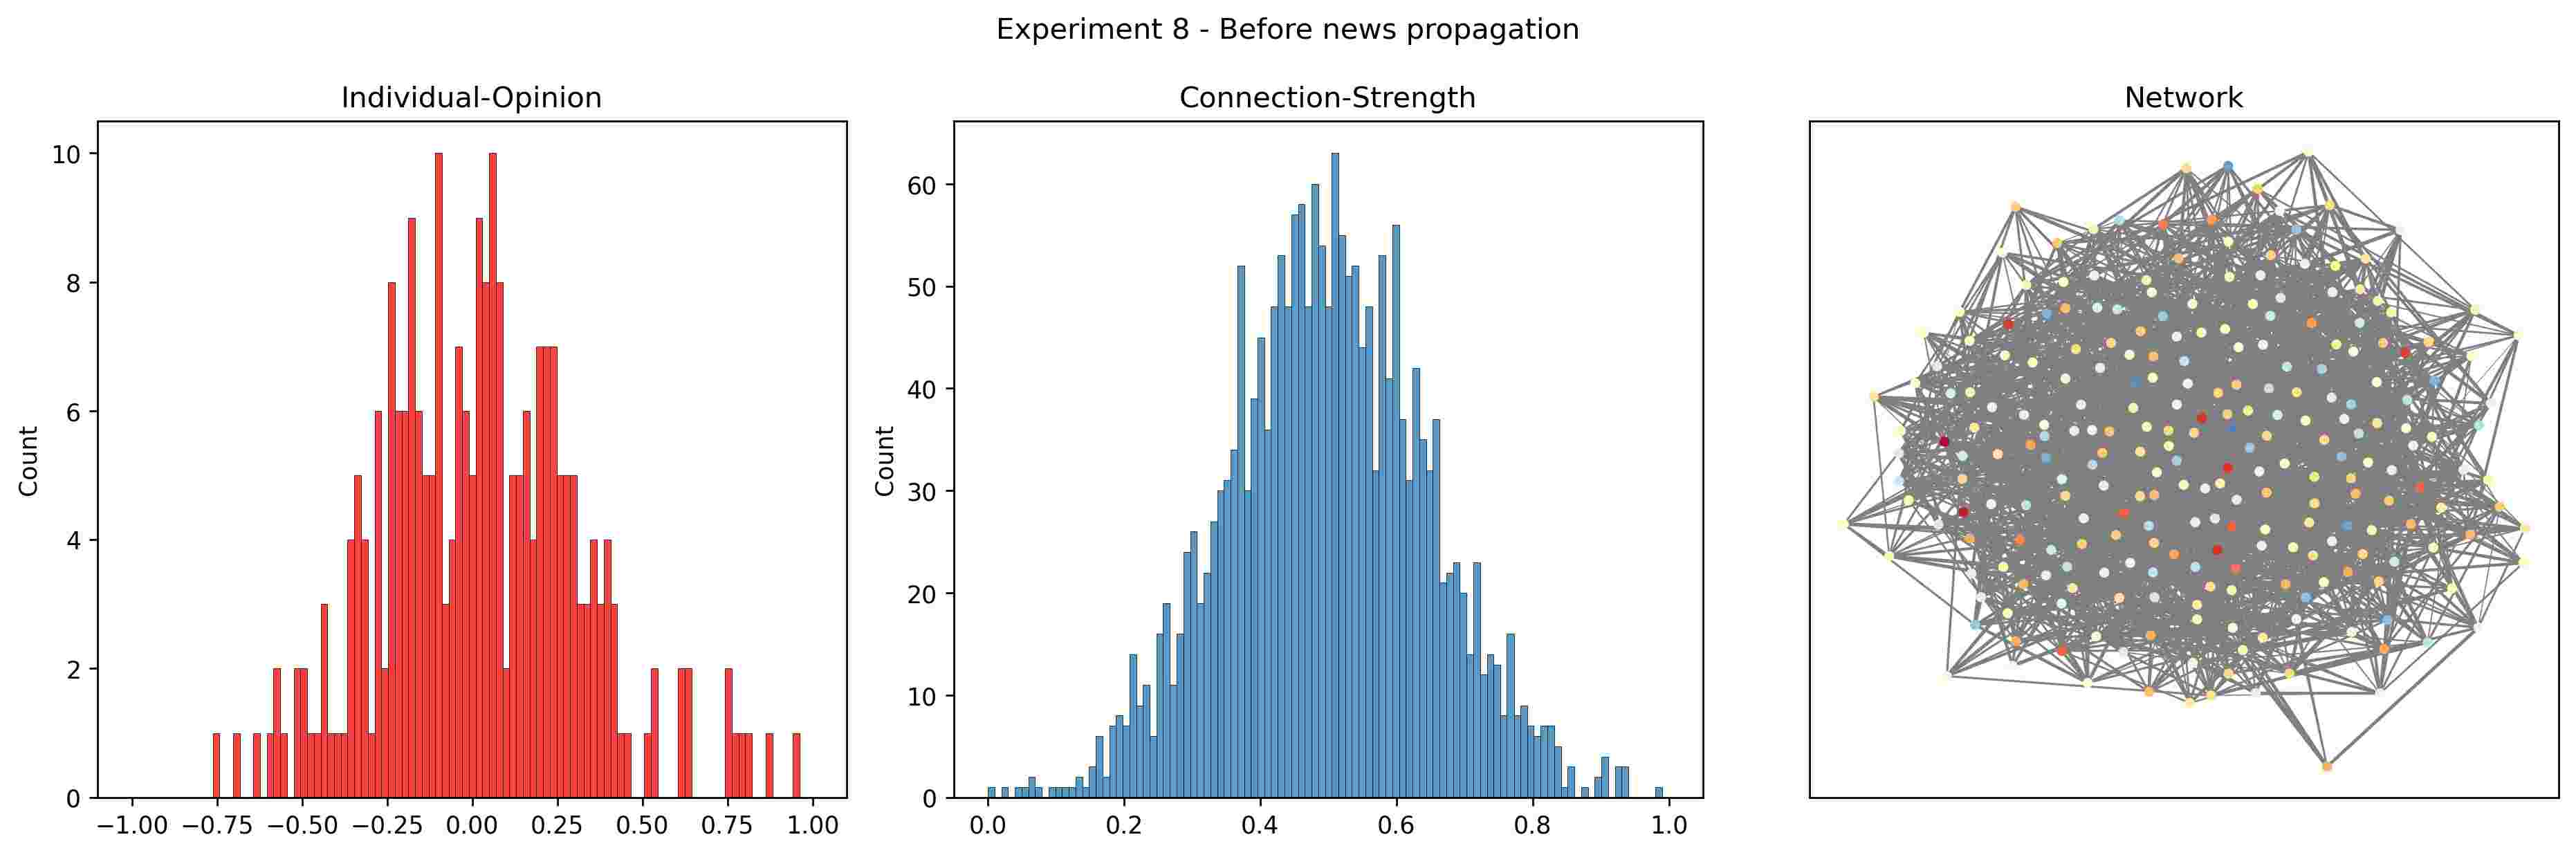 Experiment 8 - Before news propagation
Individual-Opinion
Count
10
8
6
4
2
0
−1.00 −0.75 −0.50 −0.25 0.00 0.25 0.50 0.75 1.00
Connection-Strength
Count
60
50
40
30
20
10
0
0.0 0.2 0.4 0.6 0.8 1.0
Network